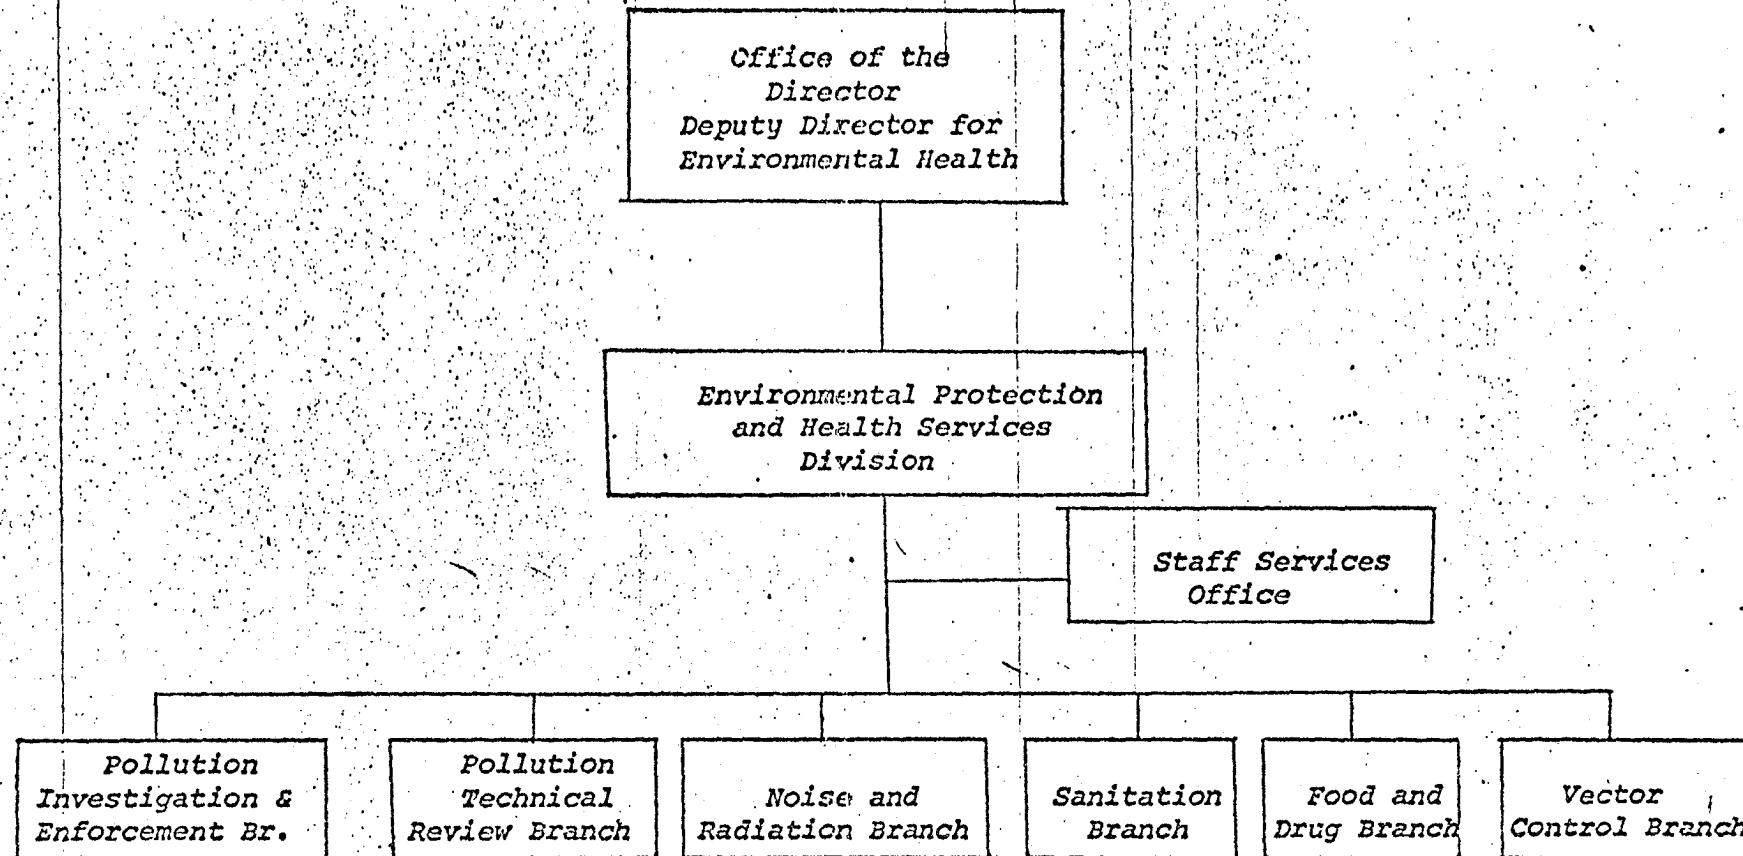 Office of the
Director
Deputy Director for
Environmental Health
Environmental Protection
and Health Services
Division
Staff Services
Office
Pollution
Investigation &
Enforcement Br.
Pollution
Technical
Review Branch
Noise and
Radiation Branch
Sanitation
Branch
Food and
Drug Branch
Vector
Control Branch